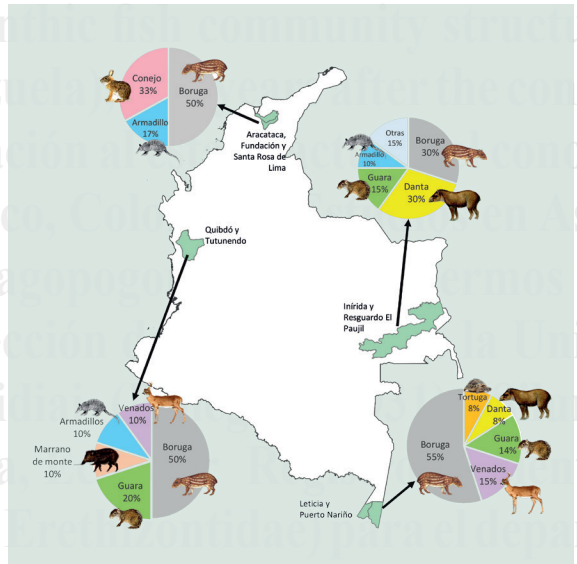 Conejo
33%
Boruga
50%
Armadillo
17%
Aracataca,
Fundación y
Santa Rosa de
Lima
Otras
15%
Boruga
30%
Armadillo
10%
Guara
15%
Danta
30%
Quibdó y
Tutunendo
Inírida y
Resguardo El
Paujil
Venados
10%
Armadillos
10%
Marrano
de monte
10%
Boruga
50%
Guara
20%
Tortuga
8%
Danta
8%
Guara
14%
Boruga
55%
Venados
15%
Leticia y
Puerto Nariño